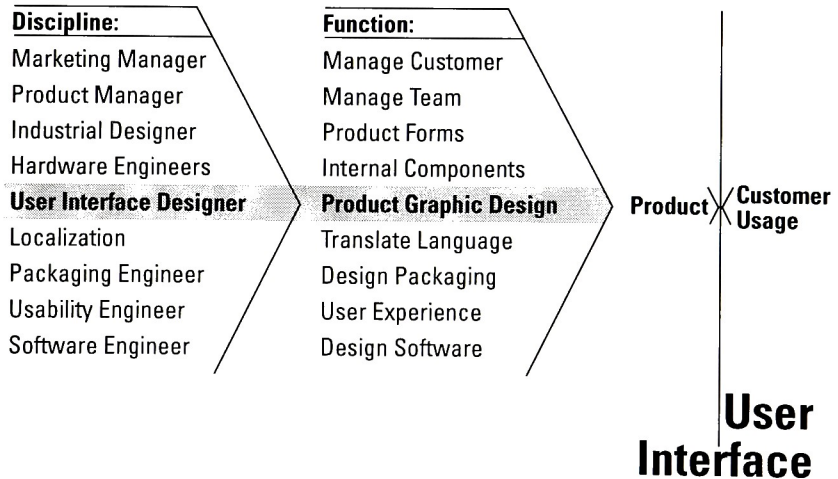 Discipline:
Marketing Manager
Product Manager
Industrial Designer
Hardware Engineers
User Interface Designer
Localization
Packaging Engineer
Usability Engineer
Software Engineer
Function:
Manage Customer
Manage Team
Product Forms
Internal Components
Product Graphic Design
Translate Language
Design Packaging
User Experience
Design Software
Product
Customer
Usage
User
Interface